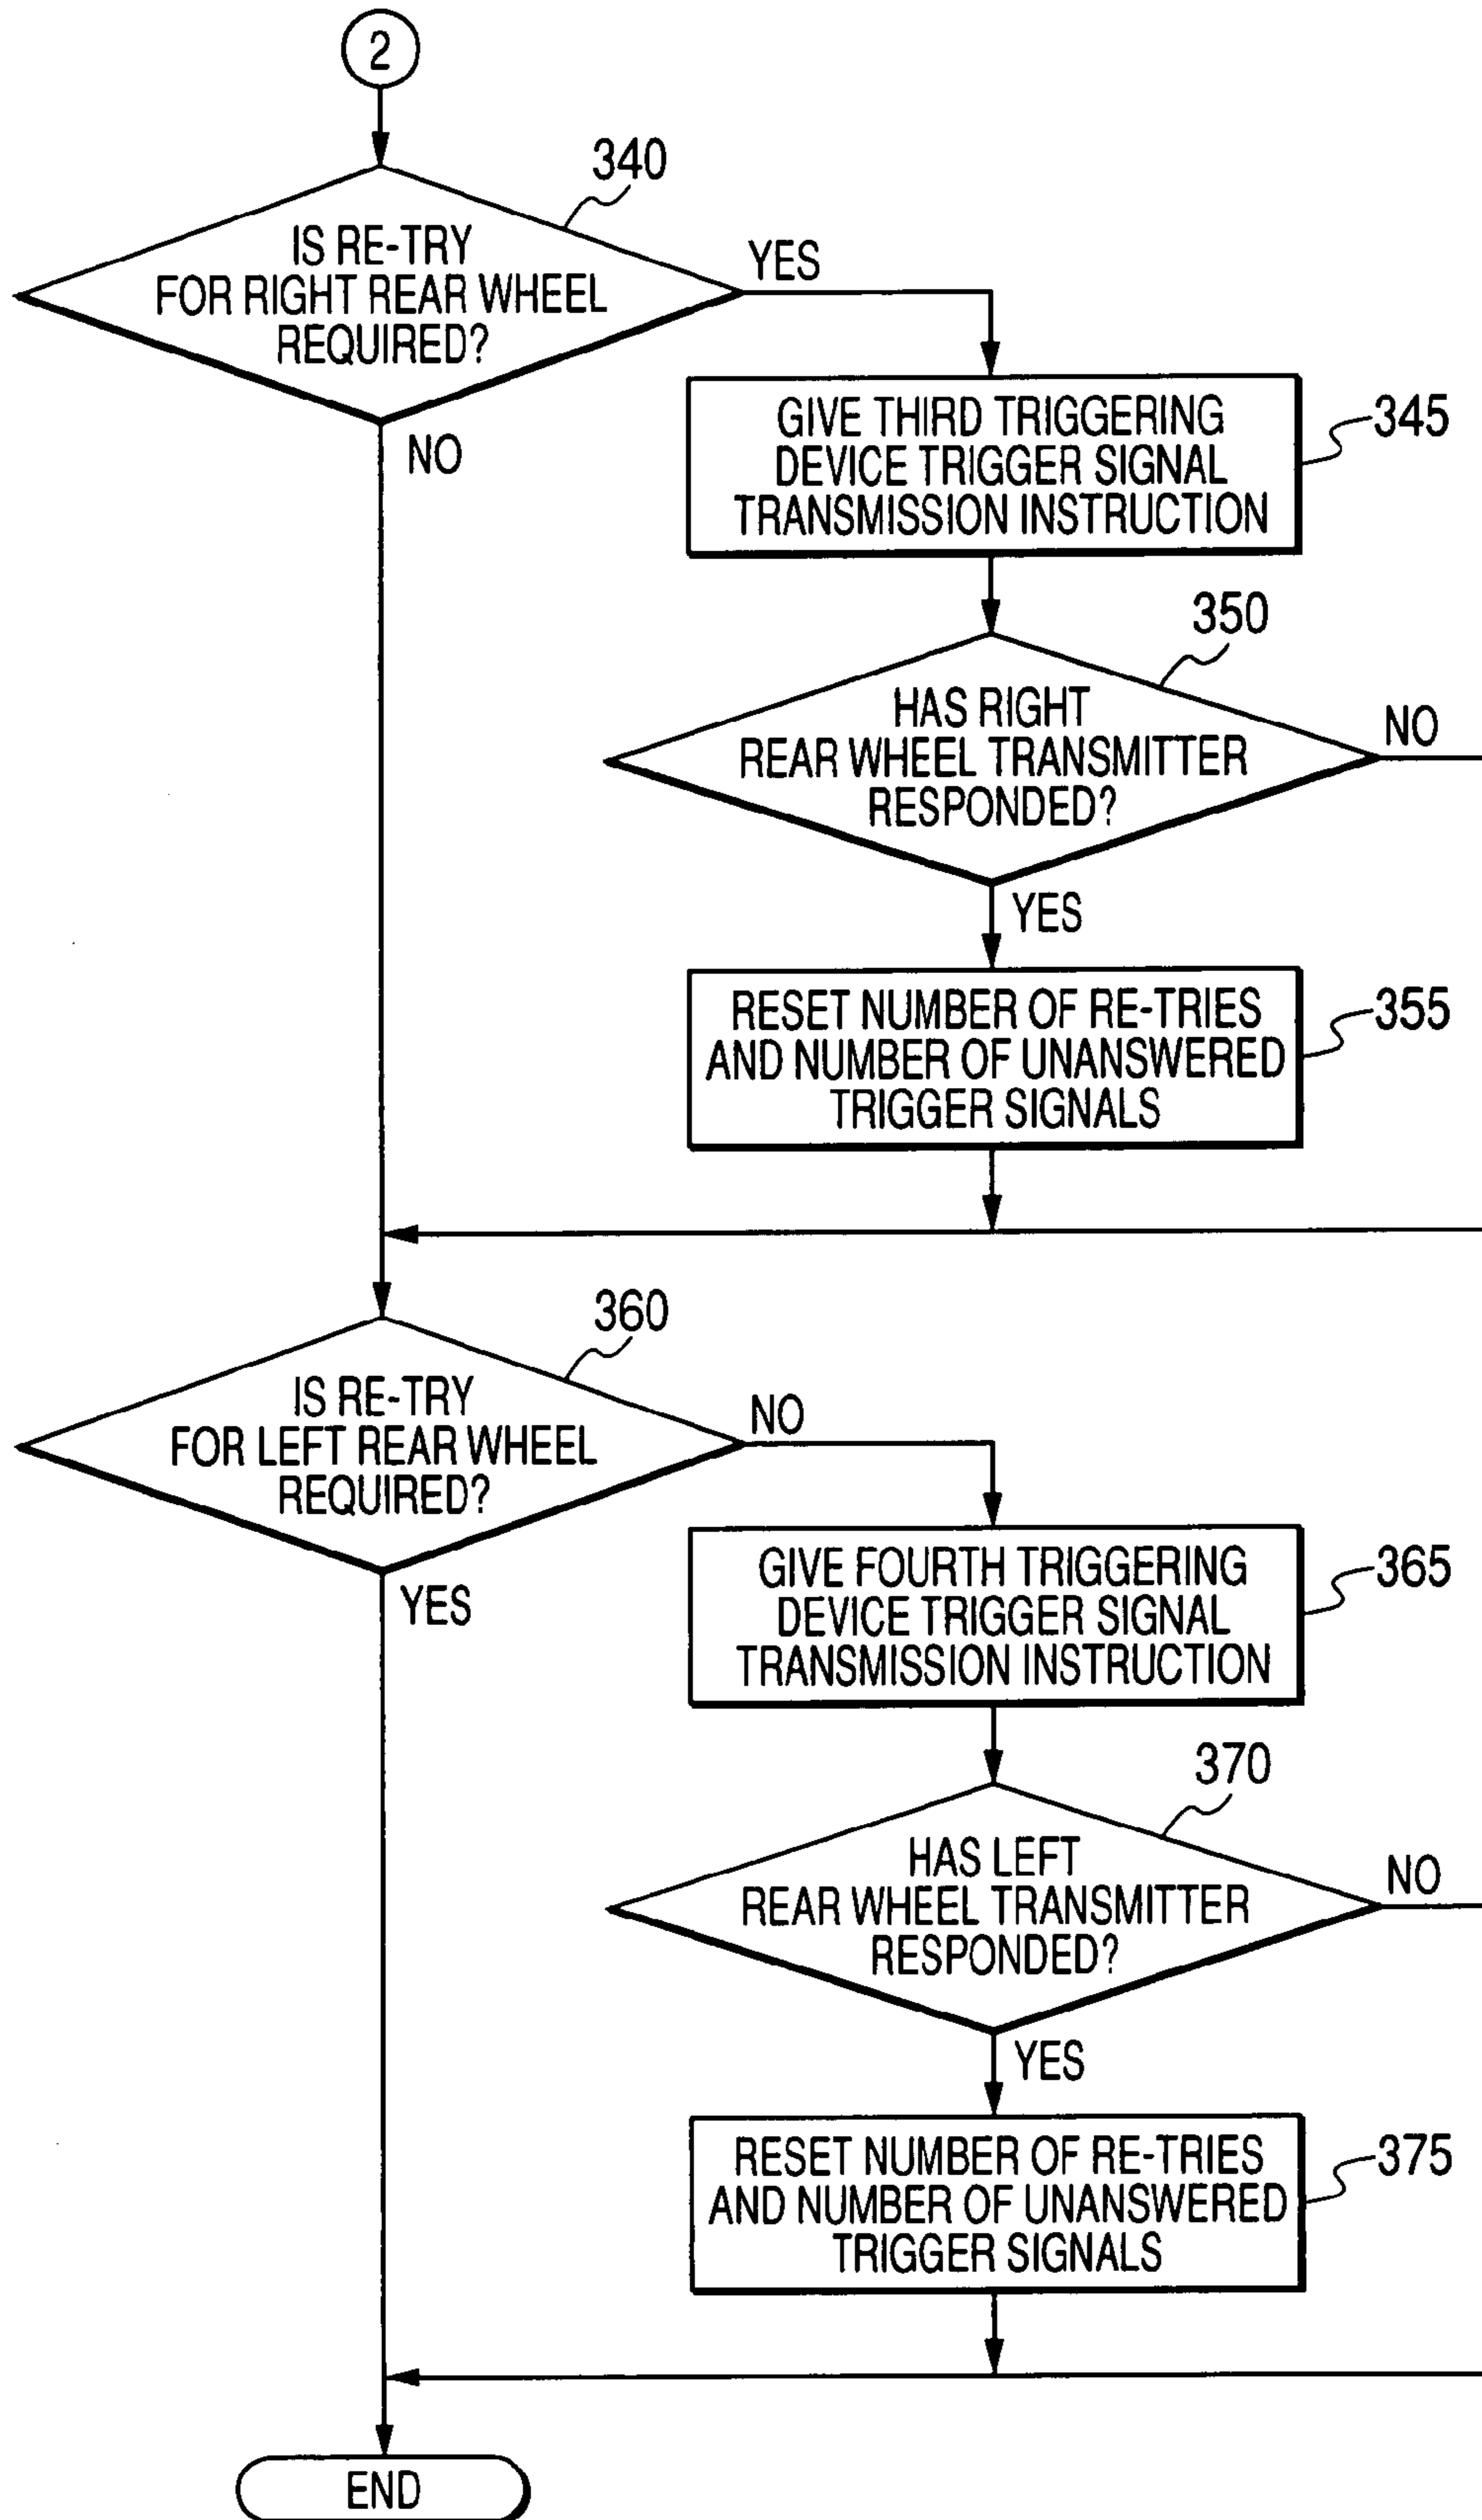 2
340
IS RE-TRY
FOR RIGHT REAR WHEEL
REQUIRED?
YES
NO
GIVE THIRD TRIGGERING
DEVICE TRIGGER SIGNAL
TRANSMISSION INSTRUCTION
345
350
HAS RIGHT
REAR WHEEL TRANSMITTER
RESPONDED?
NO
YES
RESET NUMBER OF RE-TRIES
AND NUMBER OF UNANSWERED
TRIGGER SIGNALS
355
360
IS RE-TRY
FOR LEFT REAR WHEEL
REQUIRED?
NO
YES
GIVE FOURTH TRIGGERING
DEVICE TRIGGER SIGNAL
TRANSMISSION INSTRUCTION
365
370
HAS LEFT
REAR WHEEL TRANSMITTER
RESPONDED?
NO
YES
RESET NUMBER OF RE-TRIES
AND NUMBER OF UNANSWERED
TRIGGER SIGNALS
375
END